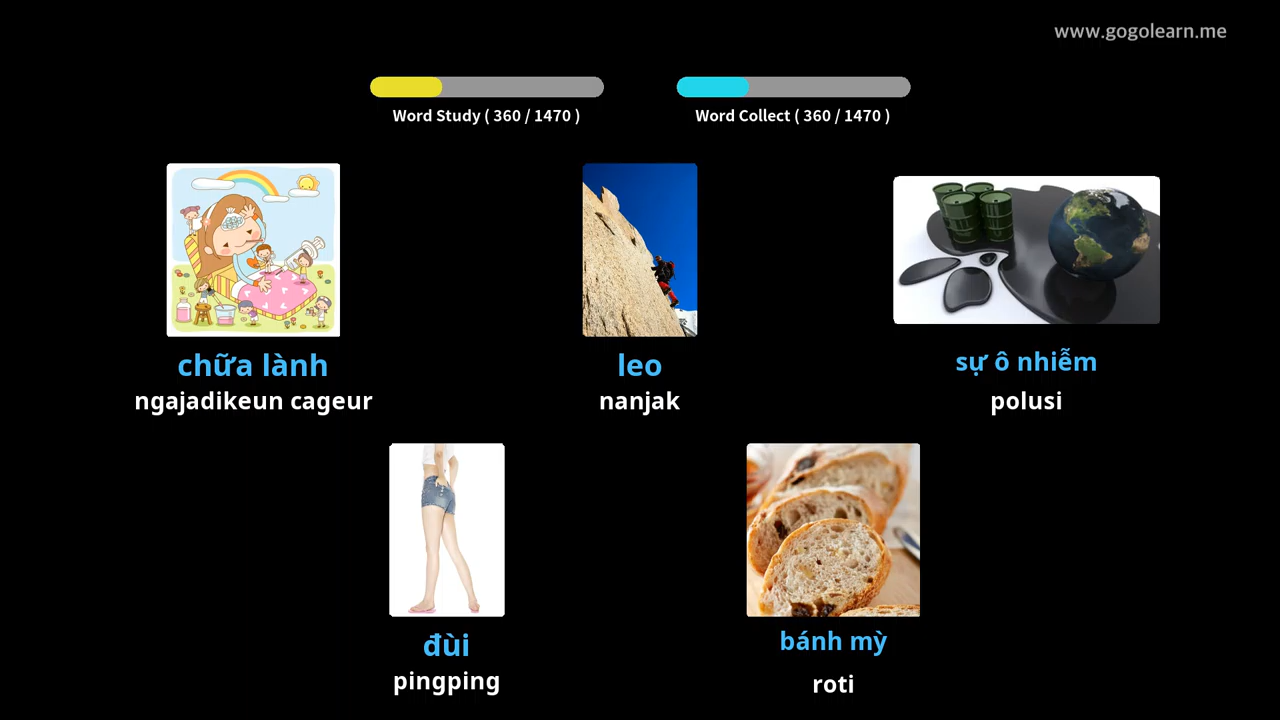 www.gogolearn.me
Word Study ( 360 / 1470 )
Word Collect ( 360 / 1470 )
chữa lành
ngajadikeun cageur
leo
nanjak
sự ô nhiễm
polusi
đùi
pingping
bánh mỳ
roti